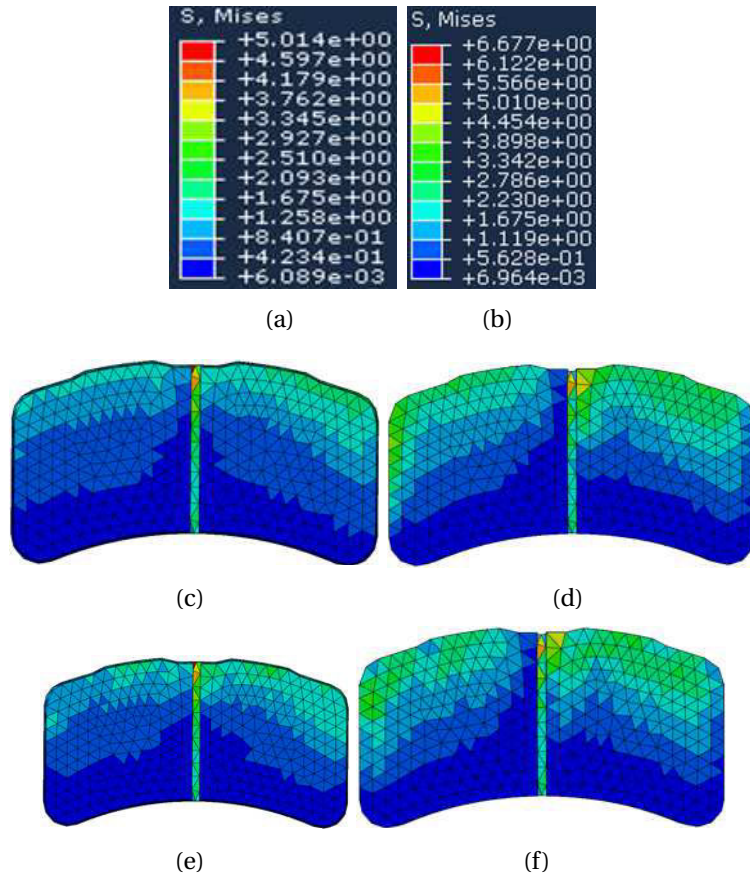 S, Mises
+5.014e+00
+4.597e+00
+4.179e+00
+3.762e+00
+3.345e+00
+2.927e+00
+2.510e+00
+2.093e+00
+1.675e+00
+1.258e+00
+8.407e-01
+4.234e-01
+6.089e-03
S, Mises
+6.677e+00
+6.122e+00
+5.566e+00
+5.010e+00
+4.454e+00
+3.898e+00
+3.342e+00
+2.786e+00
+2.230e+00
+1.675e+00
+1.119e+00
+5.628e-01
+6.964e-03
(a)
(b)
(c)
(d)
(e)
(f)